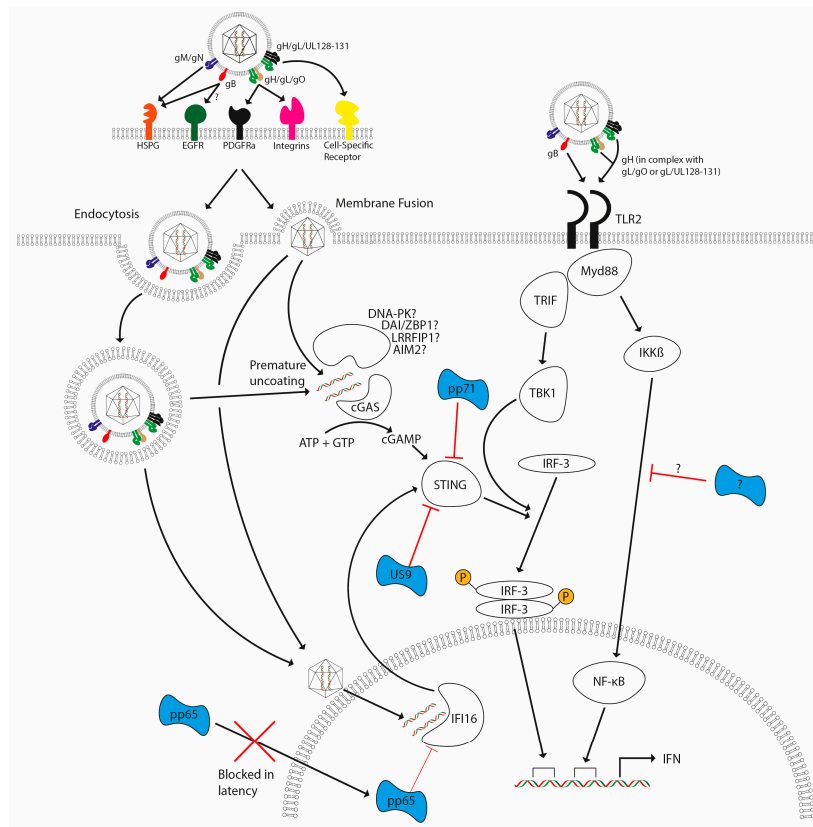 gH/gL/UL128-131
gM/gN
gB
gH/gL/gO
?
HSPG
EGFR
PDGFRa
Integrins
Cell-Specific
Receptor
gB
gH (in complex with
gL/gO or gL/UL128-131)
TLR2
Endocytosis
Membrane Fusion
Myd88
TRIF
IKKß
TBK1
DNA-PK?
DAI/ZBP1?
LRRFIP1?
AIM2?
Premature
uncoating
cGAS
ATP + GTP
cGAMP
pp71
STING
IRF-3
?
?
US9
P
IRF-3
P
IRF-3
NF-κB
pp65
IFI16
Blocked in
latency
pp65
IFN